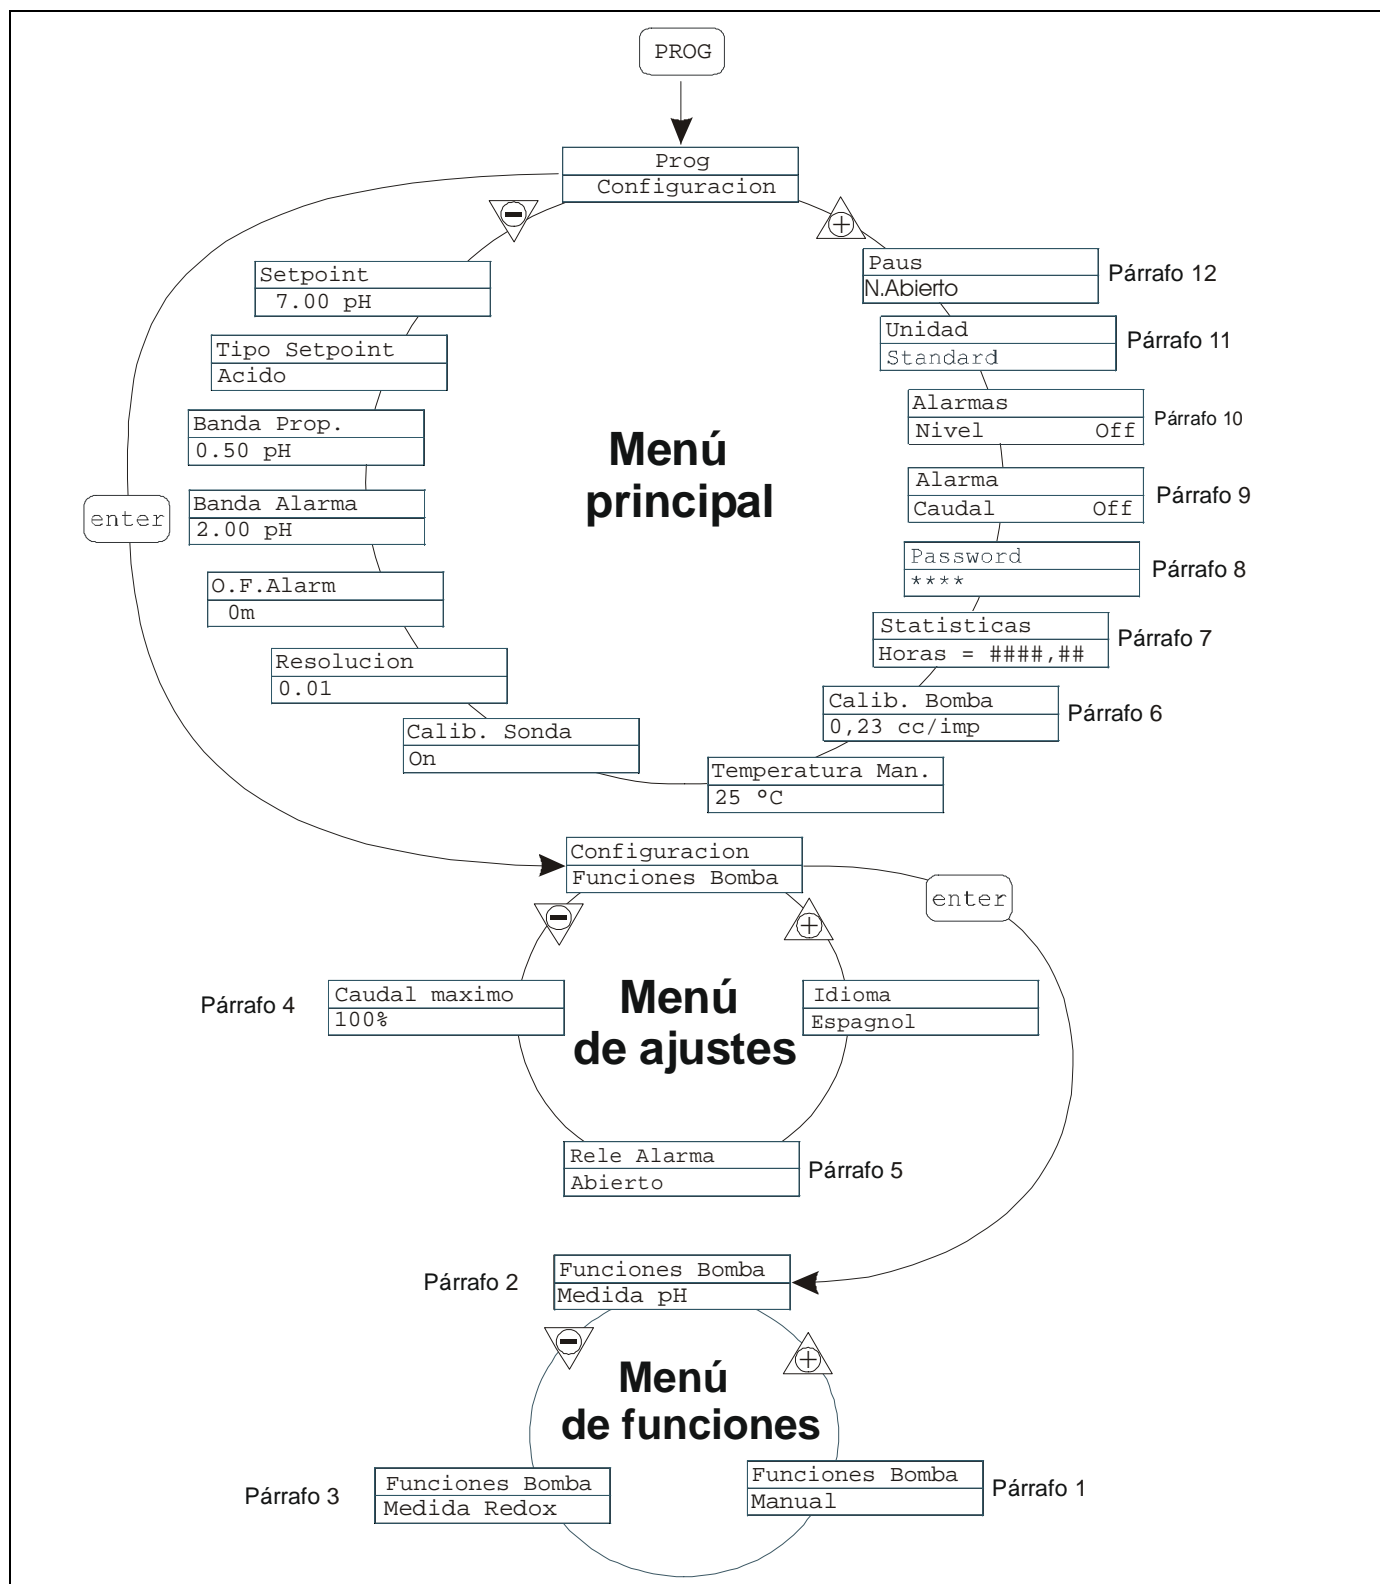 PROG
Prog
Configuracion
Setpoint
7.00 pH
Paus
N.Abierto
Párrafo 12
Tipo Setpoint
Acido
Unidad
Standard
Párrafo 11
Banda Prop.
0.50 pH
Alarmas
Nivel Off
Párrafo 10
Menú
principal
Banda Alarma
2.00 pH
Alarma
Caudal Off
Párrafo 9
enter
O.F.Alarm
0m
Password
****
Párrafo 8
Resolucion
0.01
Statisticas
Horas = ####,##
Párrafo 7
Calib. Sonda
On
Calib. Bomba
0,23 cc/imp
Párrafo 6
Temperatura Man.
25 °C
Configuracion
Funciones Bomba
enter
Párrafo 4
Caudal maximo
100%
Menú
de ajustes
Idioma
Espagnol
Rele Alarma
Abierto
Párrafo 5
Párrafo 2
Funciones Bomba
Medida pH
Menú
de funciones
Párrafo 3
Funciones Bomba
Medida Redox
Funciones Bomba
Manual
Párrafo 1